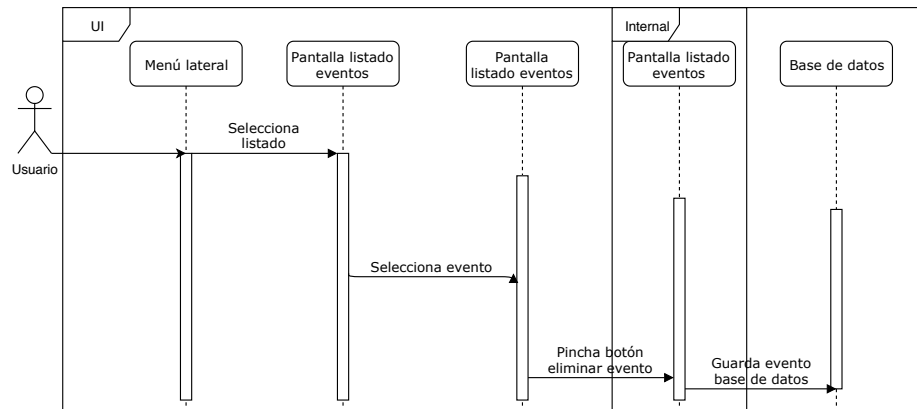 UI
Internal
Menú lateral
Pantalla listado
eventos
Pantalla
listado eventos
Pantalla listado
eventos
Base de datos
Usuario
Selecciona
listado
Selecciona evento
Pincha botón
eliminar evento
Guarda evento
base de datos